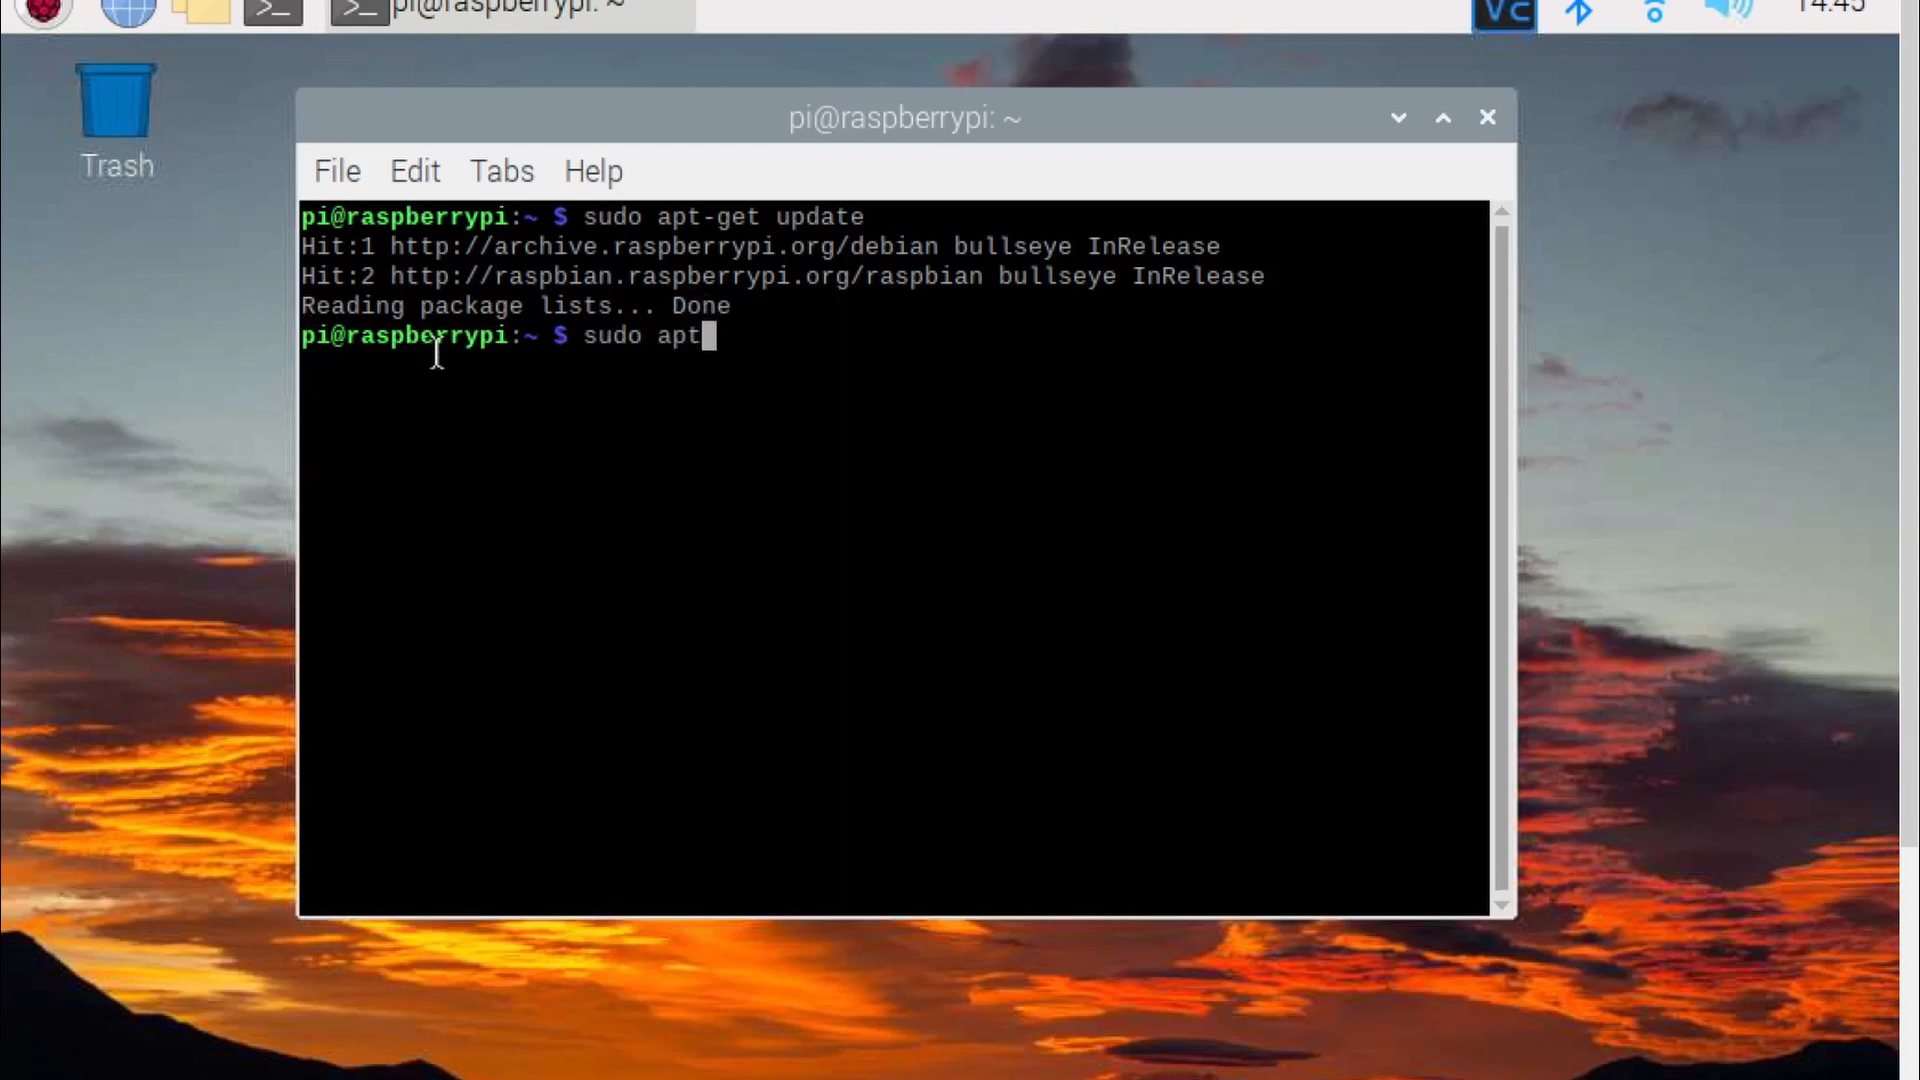 pi@raspberrypi: ~
14:45
Trash
pi@raspberrypi: ~
File Edit Tabs Help
pi@raspberrypi:~ $ sudo apt-get update
Hit:1 http://archive.raspberrypi.org/debian bullseye InRelease
Hit:2 http://raspbian.raspberrypi.org/raspbian bullseye InRelease
Reading package lists... Done
pi@raspberrypi:~ $ sudo apt